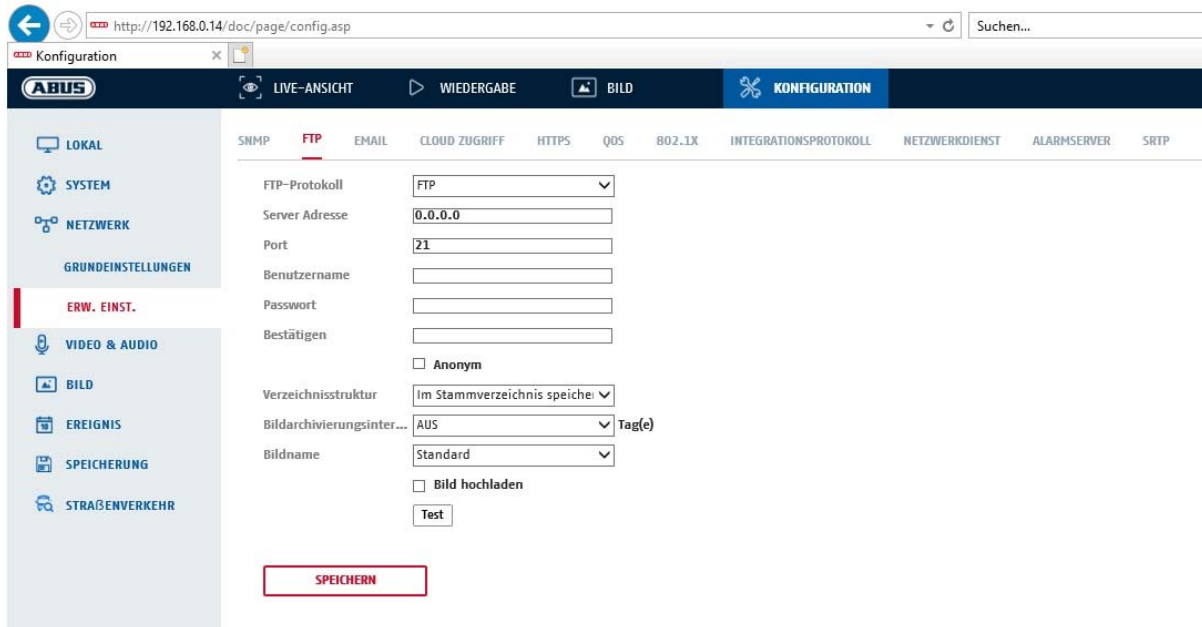 http://192.168.0.14/doc/page/config.asp
Suchen...
Konfiguration
ABUS
LIVE-ANSICHT WIEDERGABE BILD KONFIGURATION
SNMP FTP EMAIL CLOUD ZUGRIFF HTTPS QOS 802.1X INTEGRATIONSPROTOKOLL NETZWERKDIENST ALARMSERVER SRTP
LOKAL
SYSTEM
NETZWERK
GRUNDEINSTELLUNGEN
ERW. EINST.
VIDEO & AUDIO
BILD
EREIGNIS
SPEICHERUNG
STRAßENVERKEHR
FTP-Protokoll FTP
Server Adresse 0.0.0.0
Port 21
Benutzername
Passwort
Bestätigen
Anonym
Verzeichnisstruktur Im Stammverzeichnis speicher
Bildarchivierungsinter... AUS Tag(e)
Bildname Standard
Bild hochladen
Test
SPEICHERN